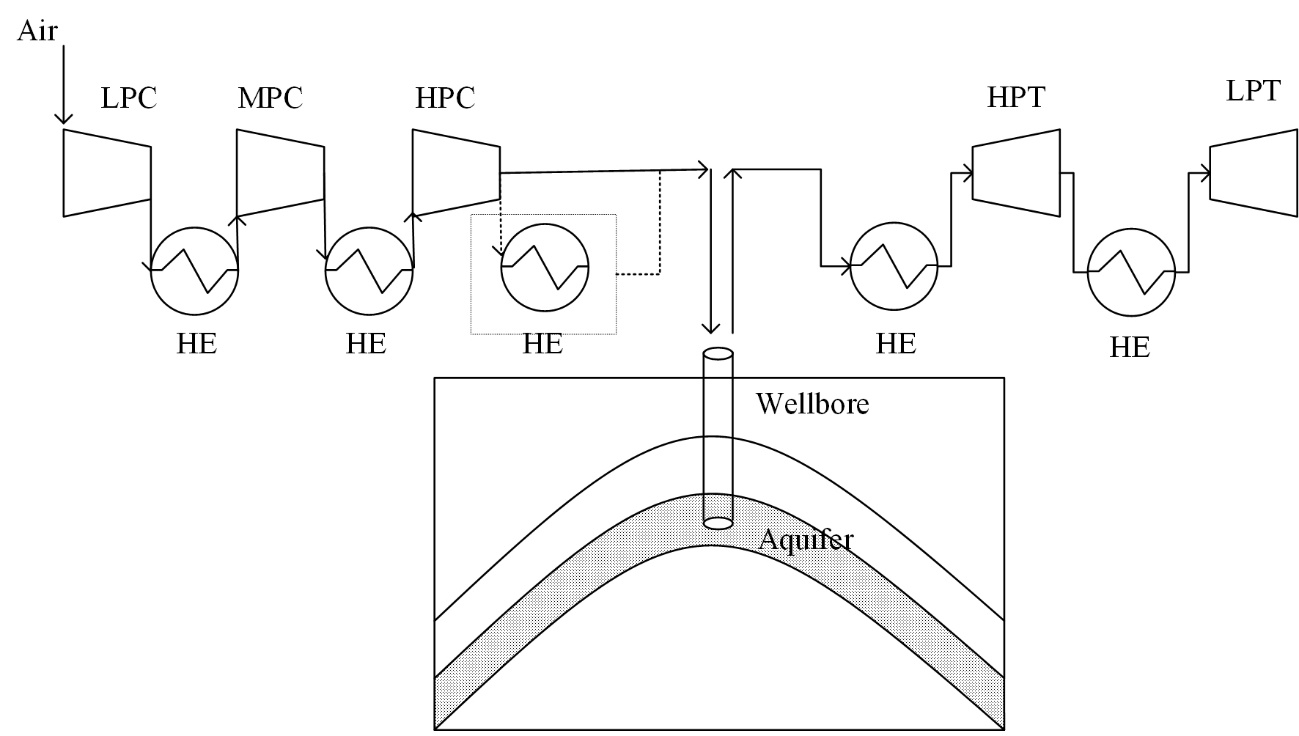 Air
LPC
MPC
HPC
HPT
LPT
HE
HE
HE
HE
HE
Wellbore
Aquifer